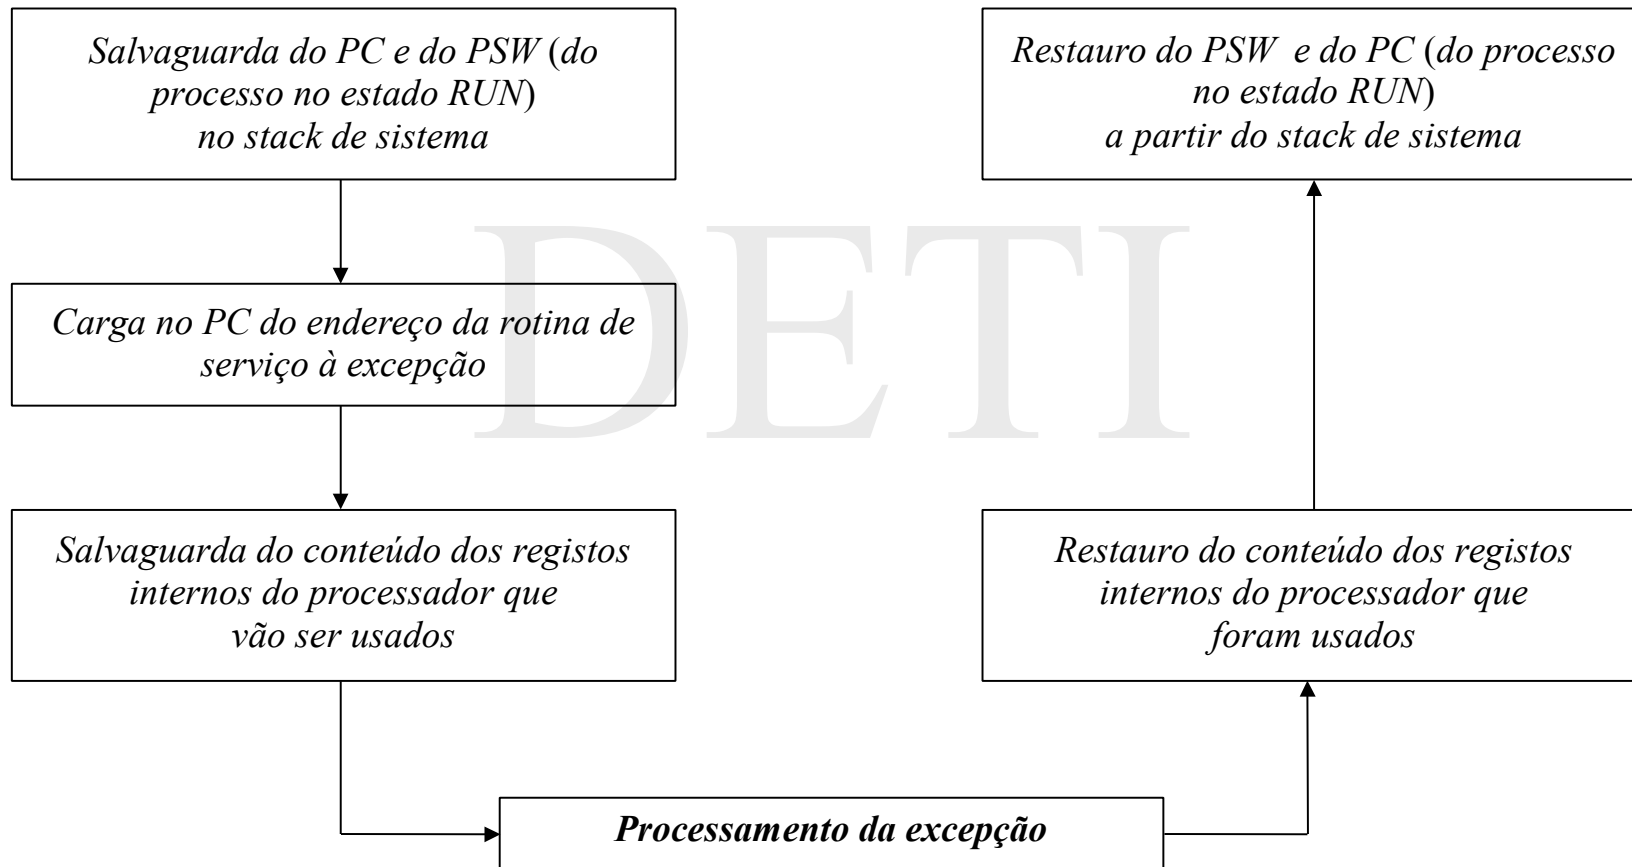 Salvaguarda do PC e do PSW (do
processo no estado RUN)
no stack de sistema
Carga no PC do endereço da rotina de
serviço à excepção
Salvaguarda do conteúdo dos registos
internos do processador que
vão ser usados
Processamento da excepção
Restauro do conteúdo dos registos
internos do processador que
foram usados
Restauro do PSW e do PC (do processo
no estado RUN)
a partir do stack de sistema
DETI